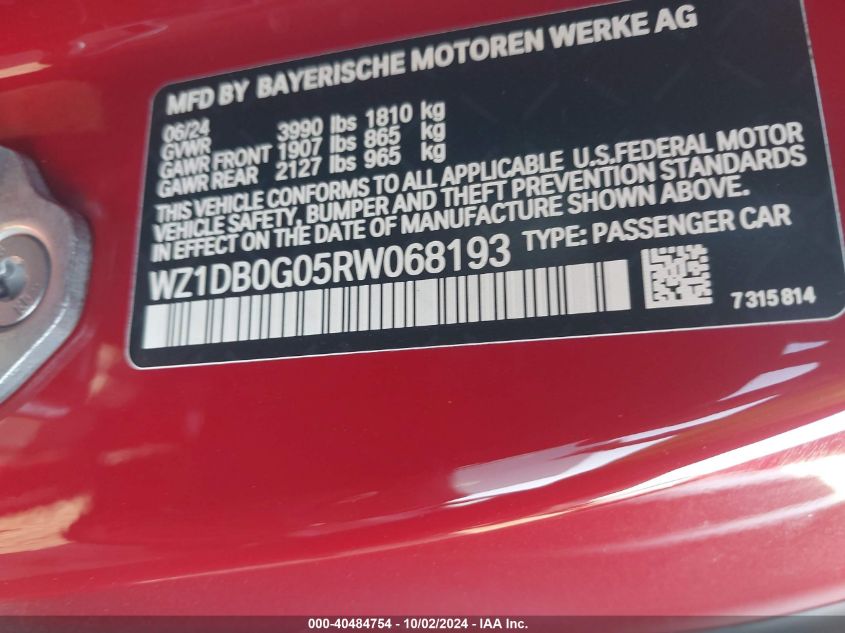 MFD BY BAYERISCHE MOTOREN WERKE AG
06/24
GVWR 3990 lbs 1810 kg
GAWR FRONT 1907 lbs 865 kg
GAWR REAR 2127 lbs 965 kg
THIS VEHICLE CONFORMS TO ALL APPLICABLE U.S.FEDERAL MOTOR
VEHICLE SAFETY, BUMPER AND THEFT PREVENTION STANDARDS
IN EFFECT ON THE DATE OF MANUFACTURE SHOWN ABOVE.
WZ1DB0G05RW068193 TYPE: PASSENGER CAR
7315814
000-40484754 - 10/02/2024 - IAA Inc.